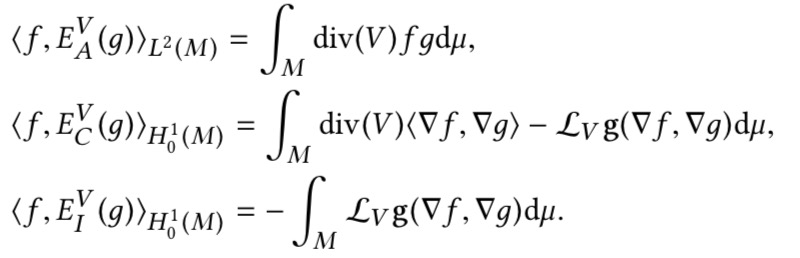 ⟨f, E_A^V(g)⟩_{L^2(M)} = ∫_M div(V) f g dμ,
⟨f, E_C^V(g)⟩_{H_0^1(M)} = ∫_M div(V)⟨∇f, ∇g⟩ − ℒ_V 𝐠(∇f, ∇g)dμ,
⟨f, E_I^V(g)⟩_{H_0^1(M)} = − ∫_M ℒ_V 𝐠(∇f, ∇g)dμ.